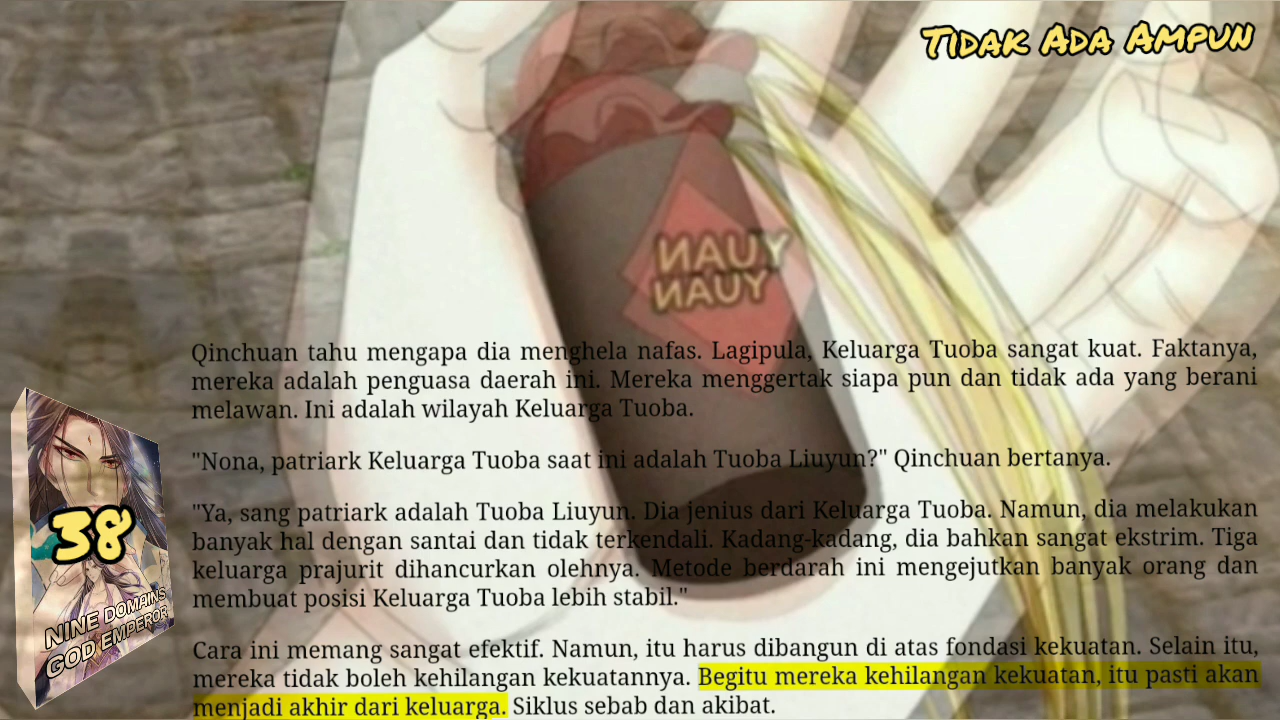 Tidak Ada Ampun
NAUY
NAUY
Qinchuan tahu mengapa dia menghela nafas. Lagipula, Keluarga Tuoba sangat kuat. Faktanya,
mereka adalah penguasa daerah ini. Mereka menggertak siapa pun dan tidak ada yang berani
melawan. Ini adalah wilayah Keluarga Tuoba.
"Nona, patriark Keluarga Tuoba saat ini adalah Tuoba Liuyun?" Qinchuan bertanya.
"Ya, sang patriark adalah Tuoba Liuyun. Dia jenius dari Keluarga Tuoba. Namun, dia melakukan
banyak hal dengan santai dan tidak terkendali. Kadang-kadang, dia bahkan sangat ekstrim. Tiga
keluarga prajurit dihancurkan olehnya. Metode berdarah ini mengejutkan banyak orang dan
membuat posisi Keluarga Tuoba lebih stabil."
Cara ini memang sangat efektif. Namun, itu harus dibangun di atas fondasi kekuatan. Selain itu,
mereka tidak boleh kehilangan kekuatannya. Begitu mereka kehilangan kekuatan, itu pasti akan
menjadi akhir dari keluarga. Siklus sebab dan akibat.
38
NINE DOMAINS
GOD EMPEROR